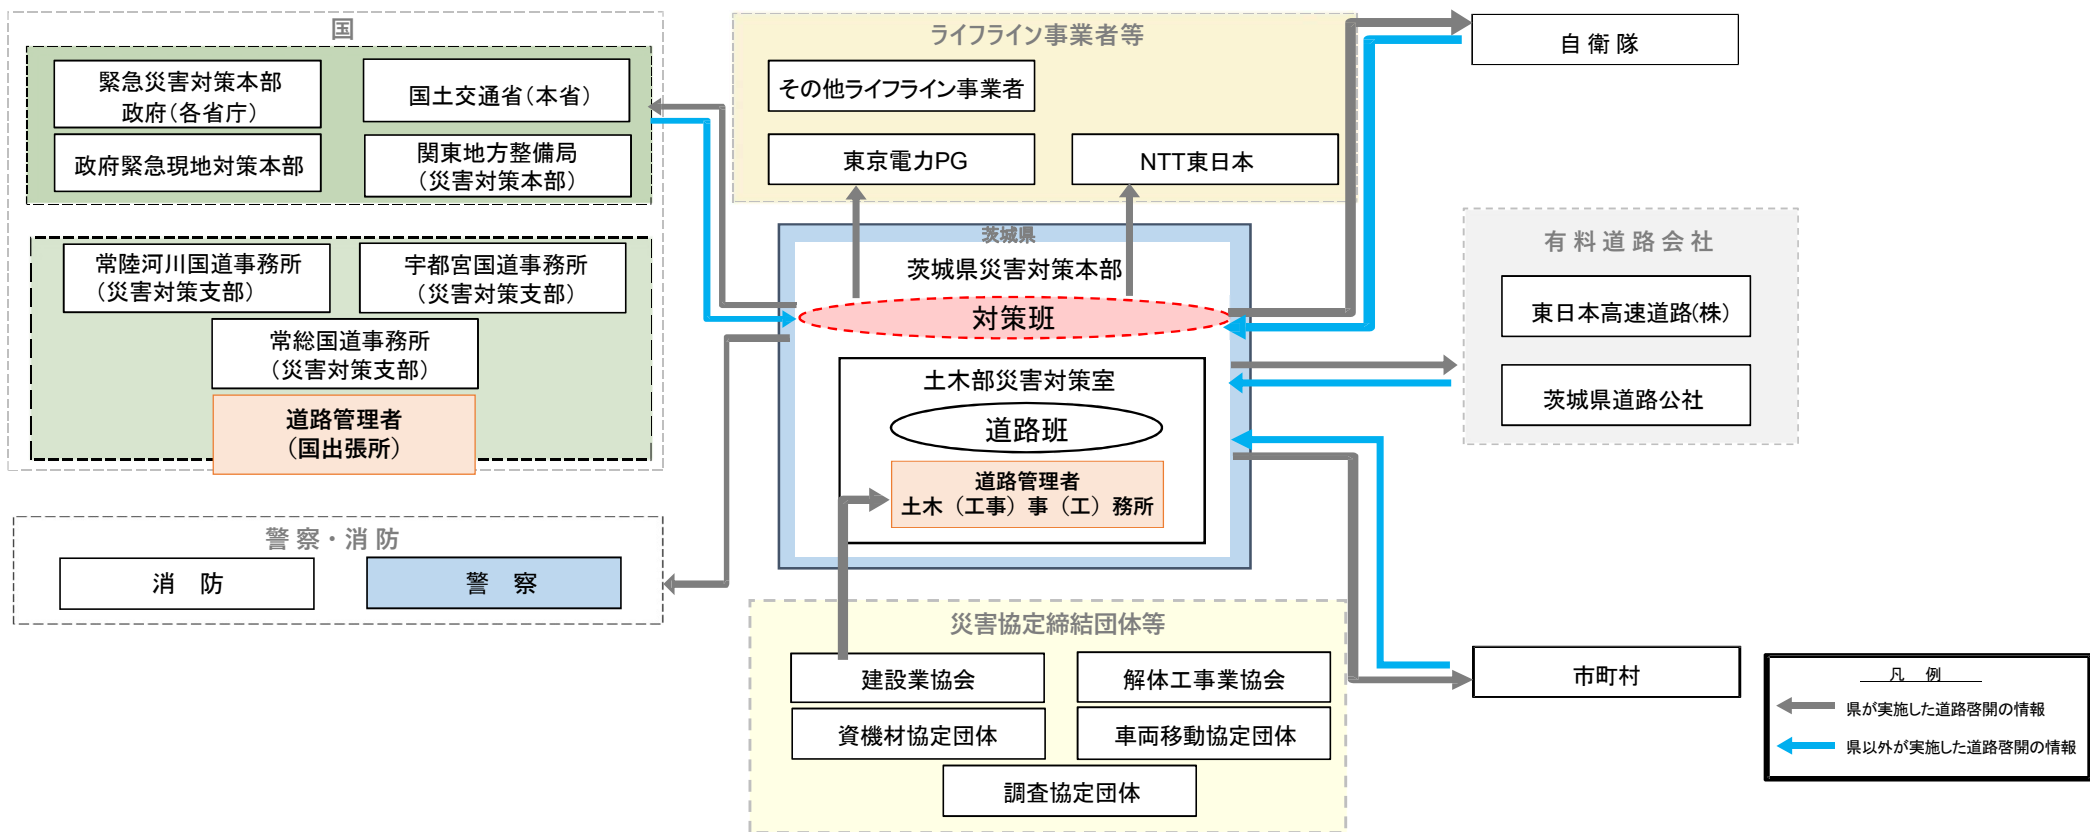 国
緊急災害対策本部
政府（各省庁）
国土交通省（本省）
政府緊急現地対策本部
関東地方整備局
（災害対策本部）
常陸河川国道事務所
（災害対策支部）
宇都宮国道事務所
（災害対策支部）
常総国道事務所
（災害対策支部）
道路管理者
（国出張所）
警察・消防
消　防
警　察
ライフライン事業者等
その他ライフライン事業者
東京電力PG
NTT東日本
茨城県
茨城県災害対策本部
対策班
土木部災害対策室
道路班
道路管理者
土木（工事）事（工）務所
災害協定締結団体等
建設業協会
解体工事業協会
資機材協定団体
車両移動協定団体
調査協定団体
自衛隊
有料道路会社
東日本高速道路(株)
茨城県道路公社
市町村
凡　例
県が実施した道路啓開の情報
県以外が実施した道路啓開の情報